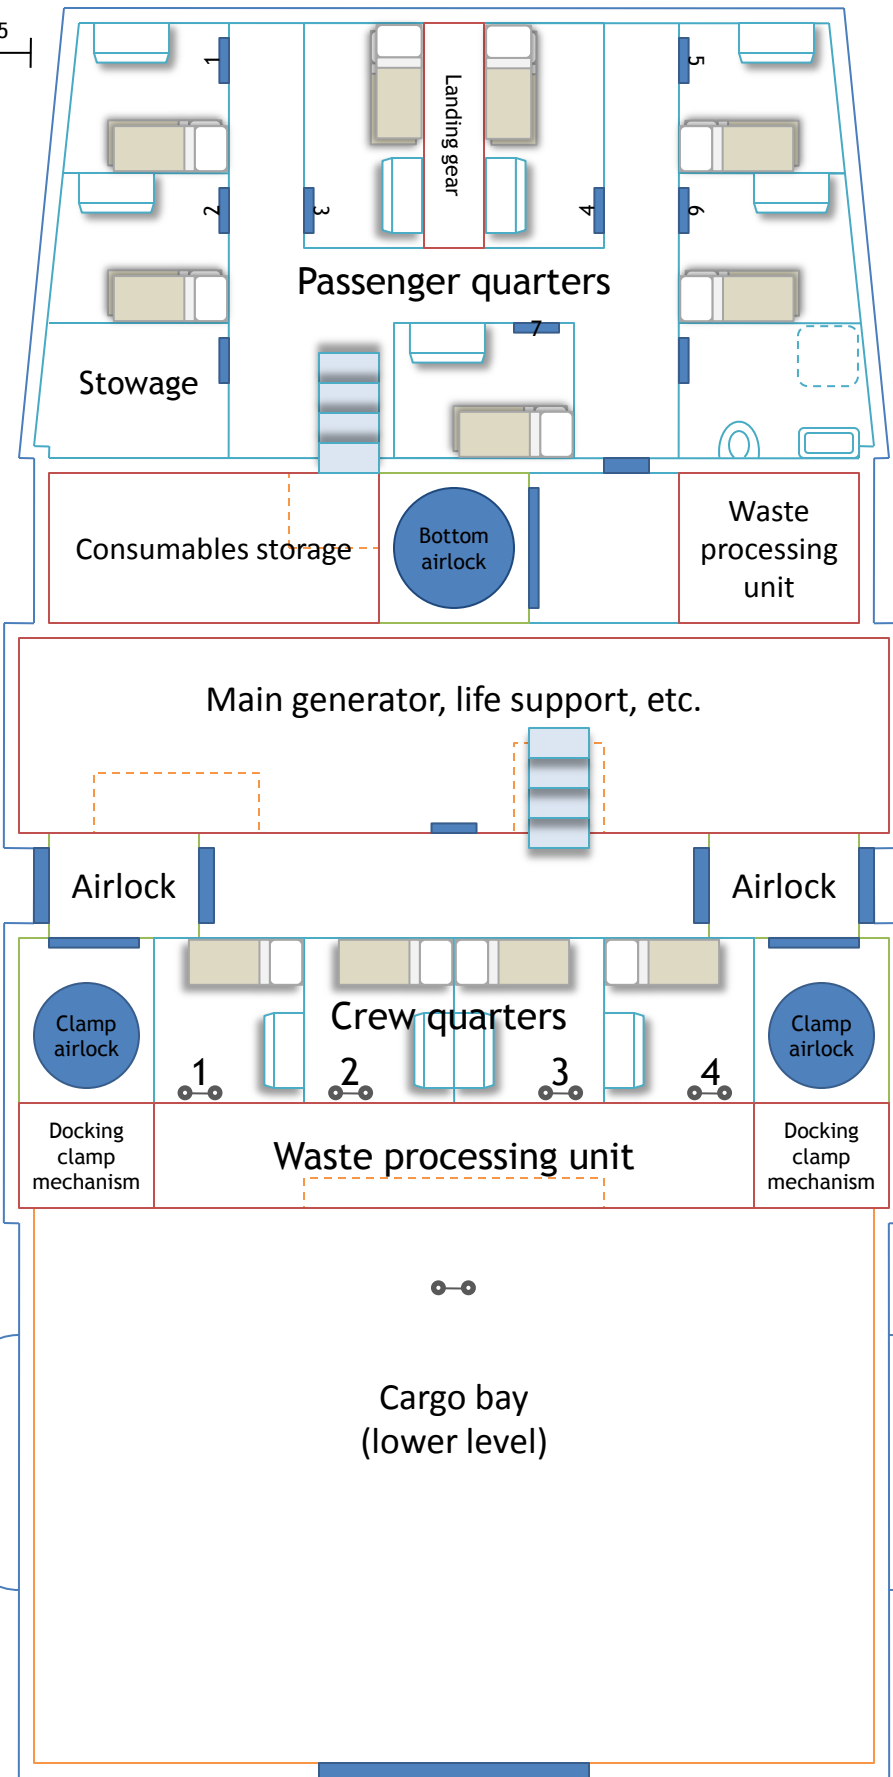 5
1
5
Landing gear
2
3
4
6
Passenger quarters
7
Stowage
Consumables storage
Bottom
airlock
Waste
processing
unit
Main generator, life support, etc.
Airlock
Airlock
Clamp
airlock
Crew quarters
Clamp
airlock
1
2
3
4
Docking
clamp
mechanism
Waste processing unit
Docking
clamp
mechanism
Cargo bay
(lower level)